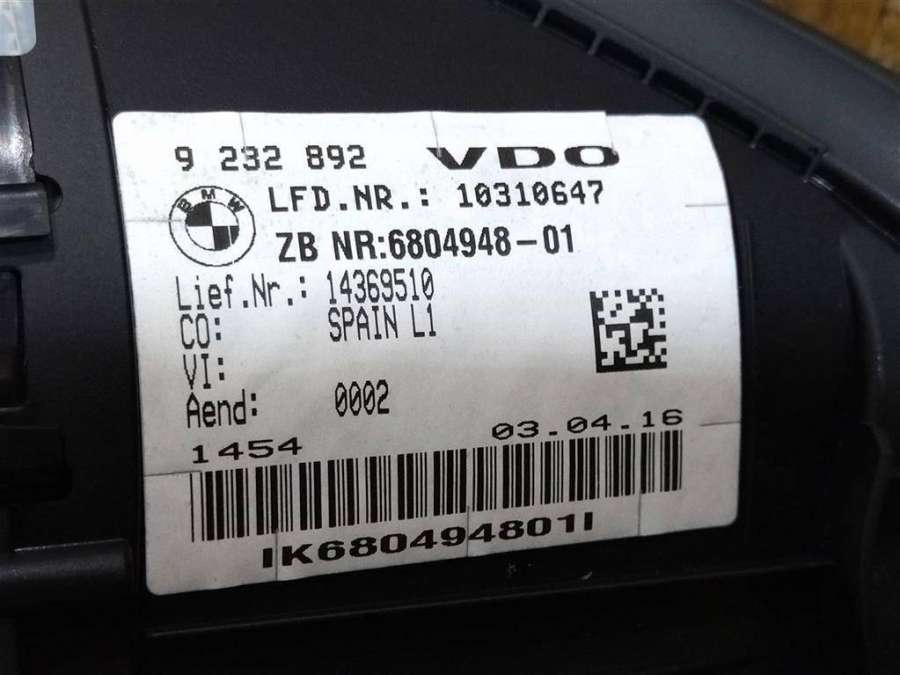 9 232 892 VDO
BMW
LFD.NR.: 10310647
ZB NR:6804948-01
Lief.Nr.: 14369510
CO: SPAIN L1
VI:
Aend: 0002
1454 03.04.16
IK680494801I